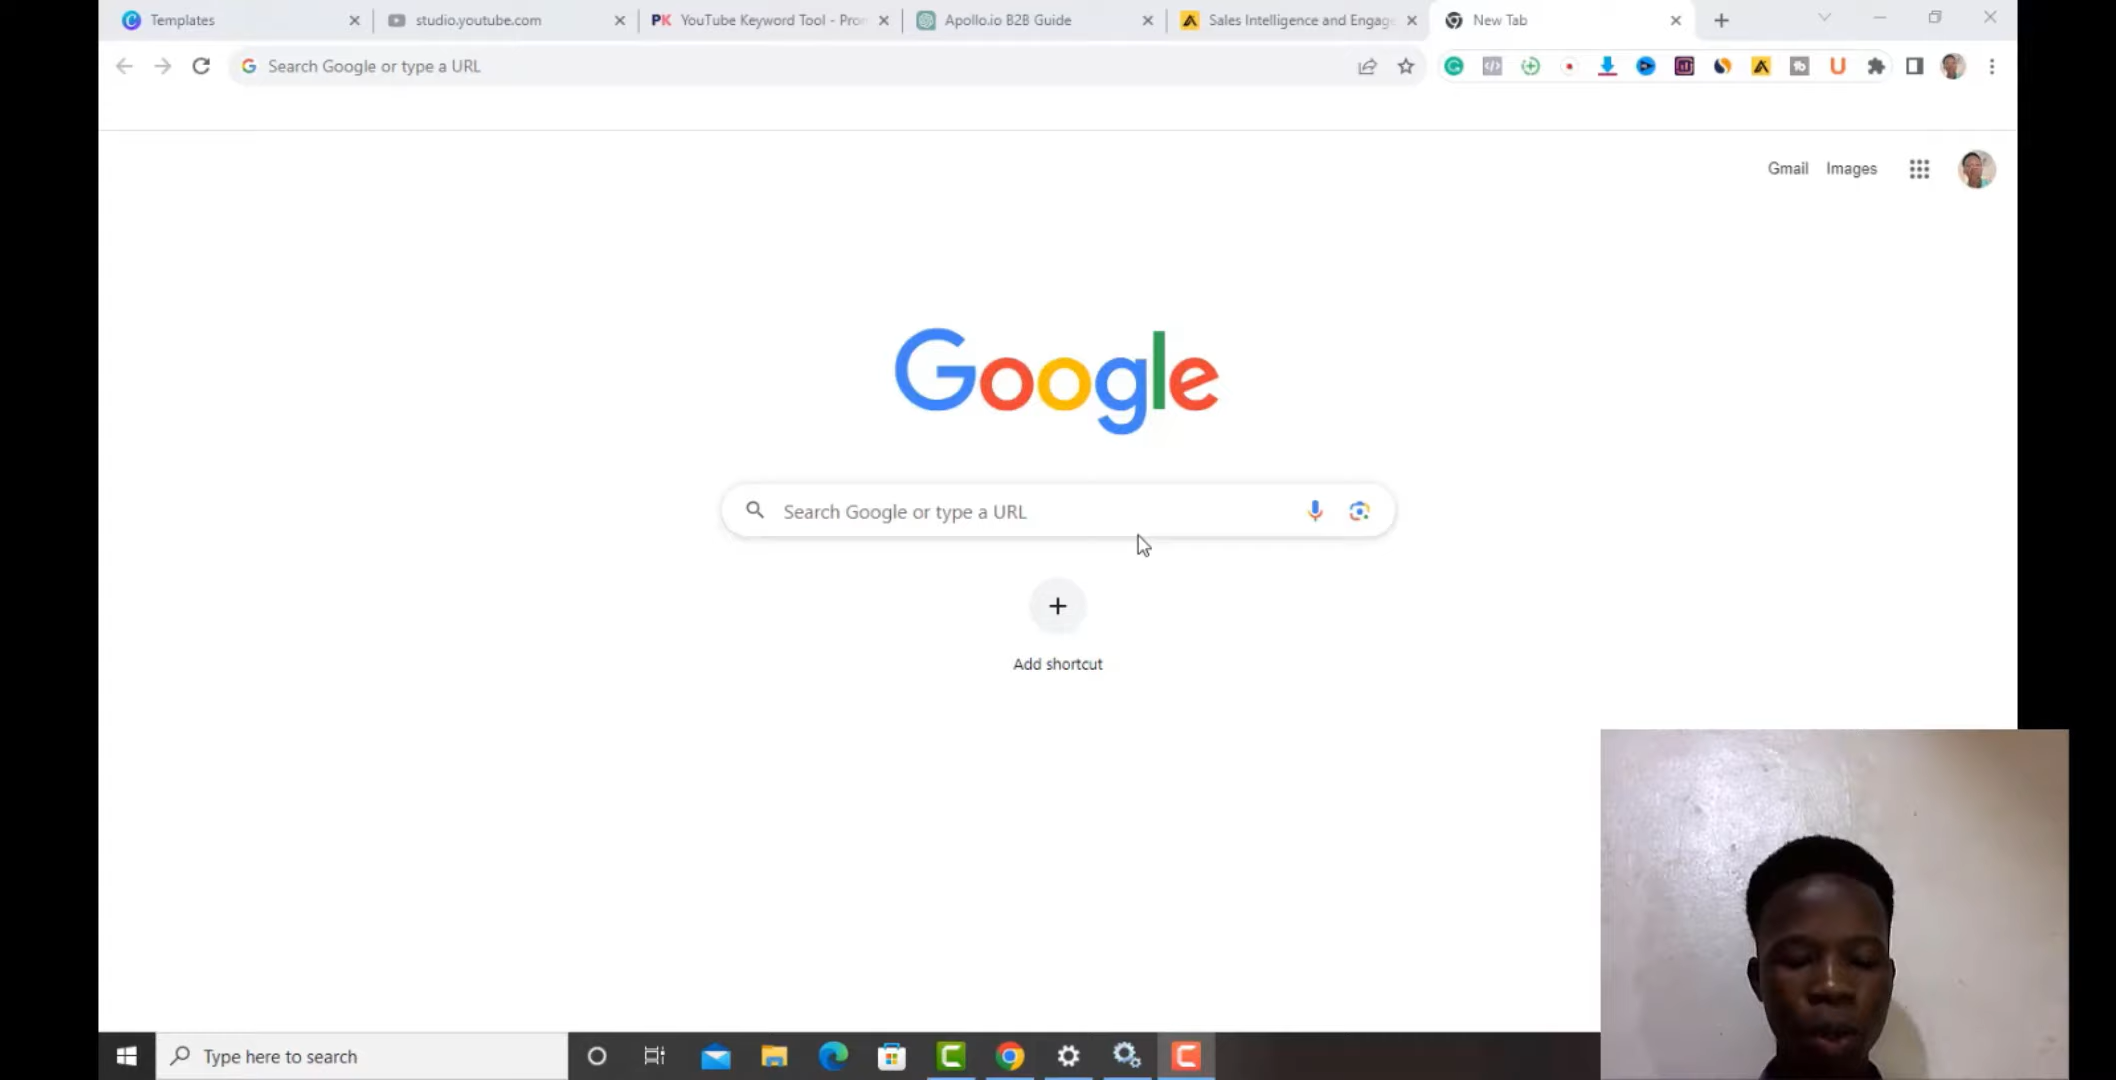 Templates
studio.youtube.com
PK YouTube Keyword Tool - Pro
Apollo.io B2B Guide
Sales Intelligence and Engage
New Tab
Search Google or type a URL
Gmail Images
Google
Search Google or type a URL
Add shortcut
Type here to search